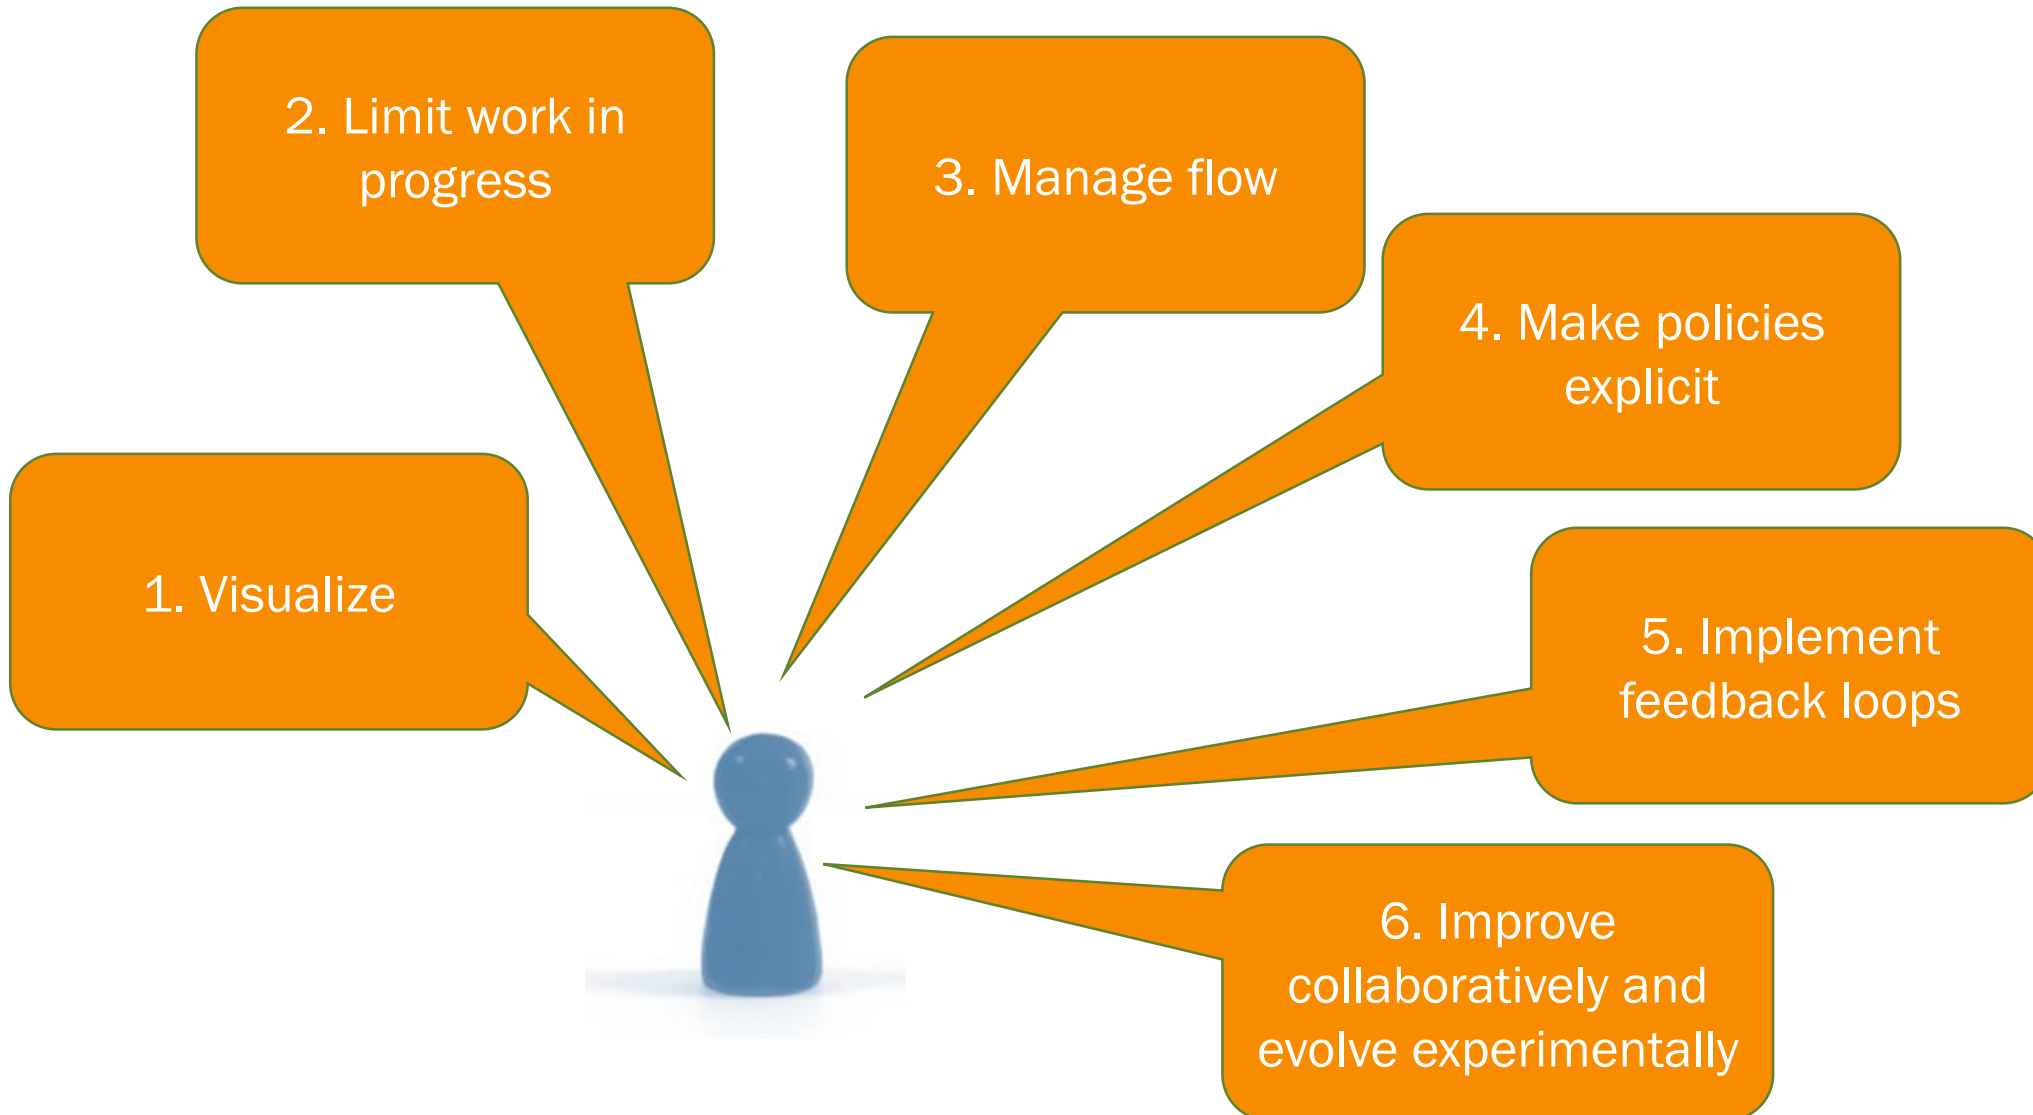 1. Visualize
2. Limit work in
progress
3. Manage flow
4. Make policies
explicit
5. Implement
feedback loops
6. Improve
collaboratively and
evolve experimentally